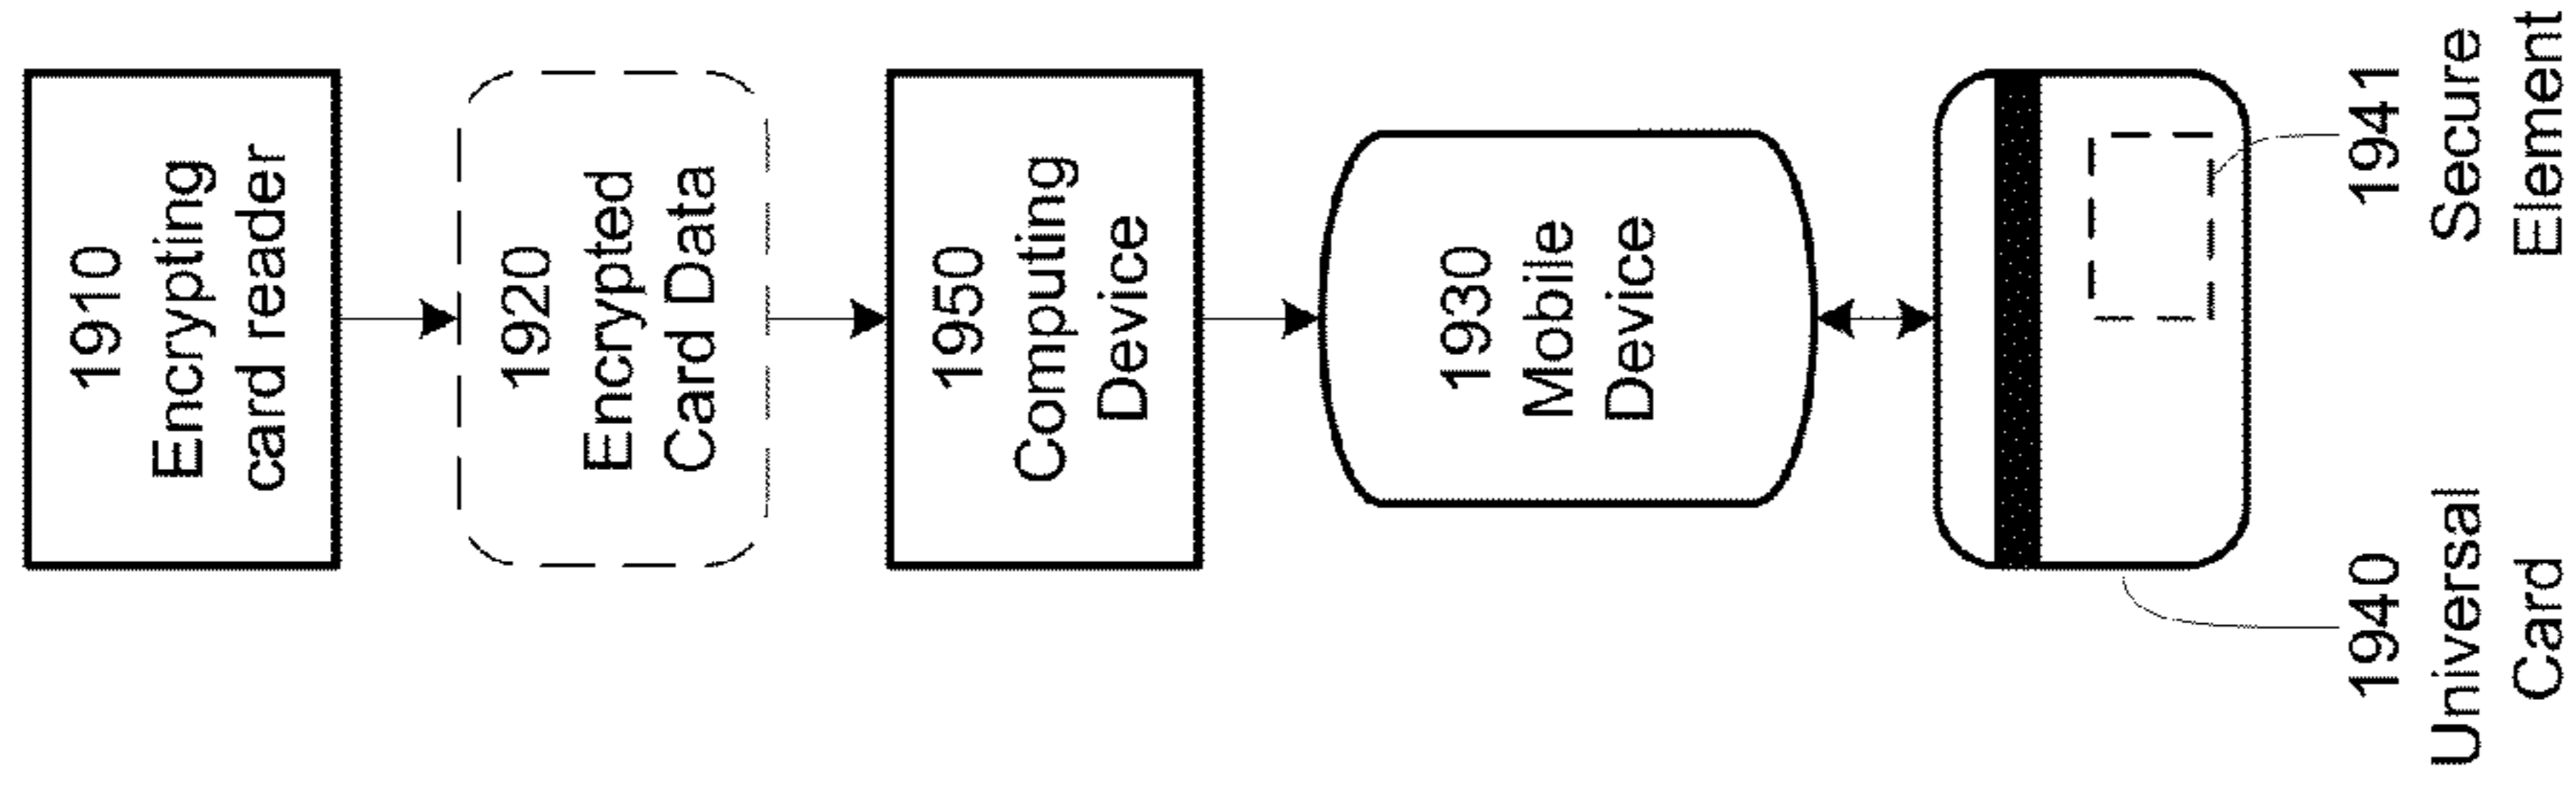 1910
Encrypting
card reader
1920
Encrypted
Card Data
1950
Computing
Device
1930
Mobile
Device
1940
Universal
Card
1941
Secure
Element